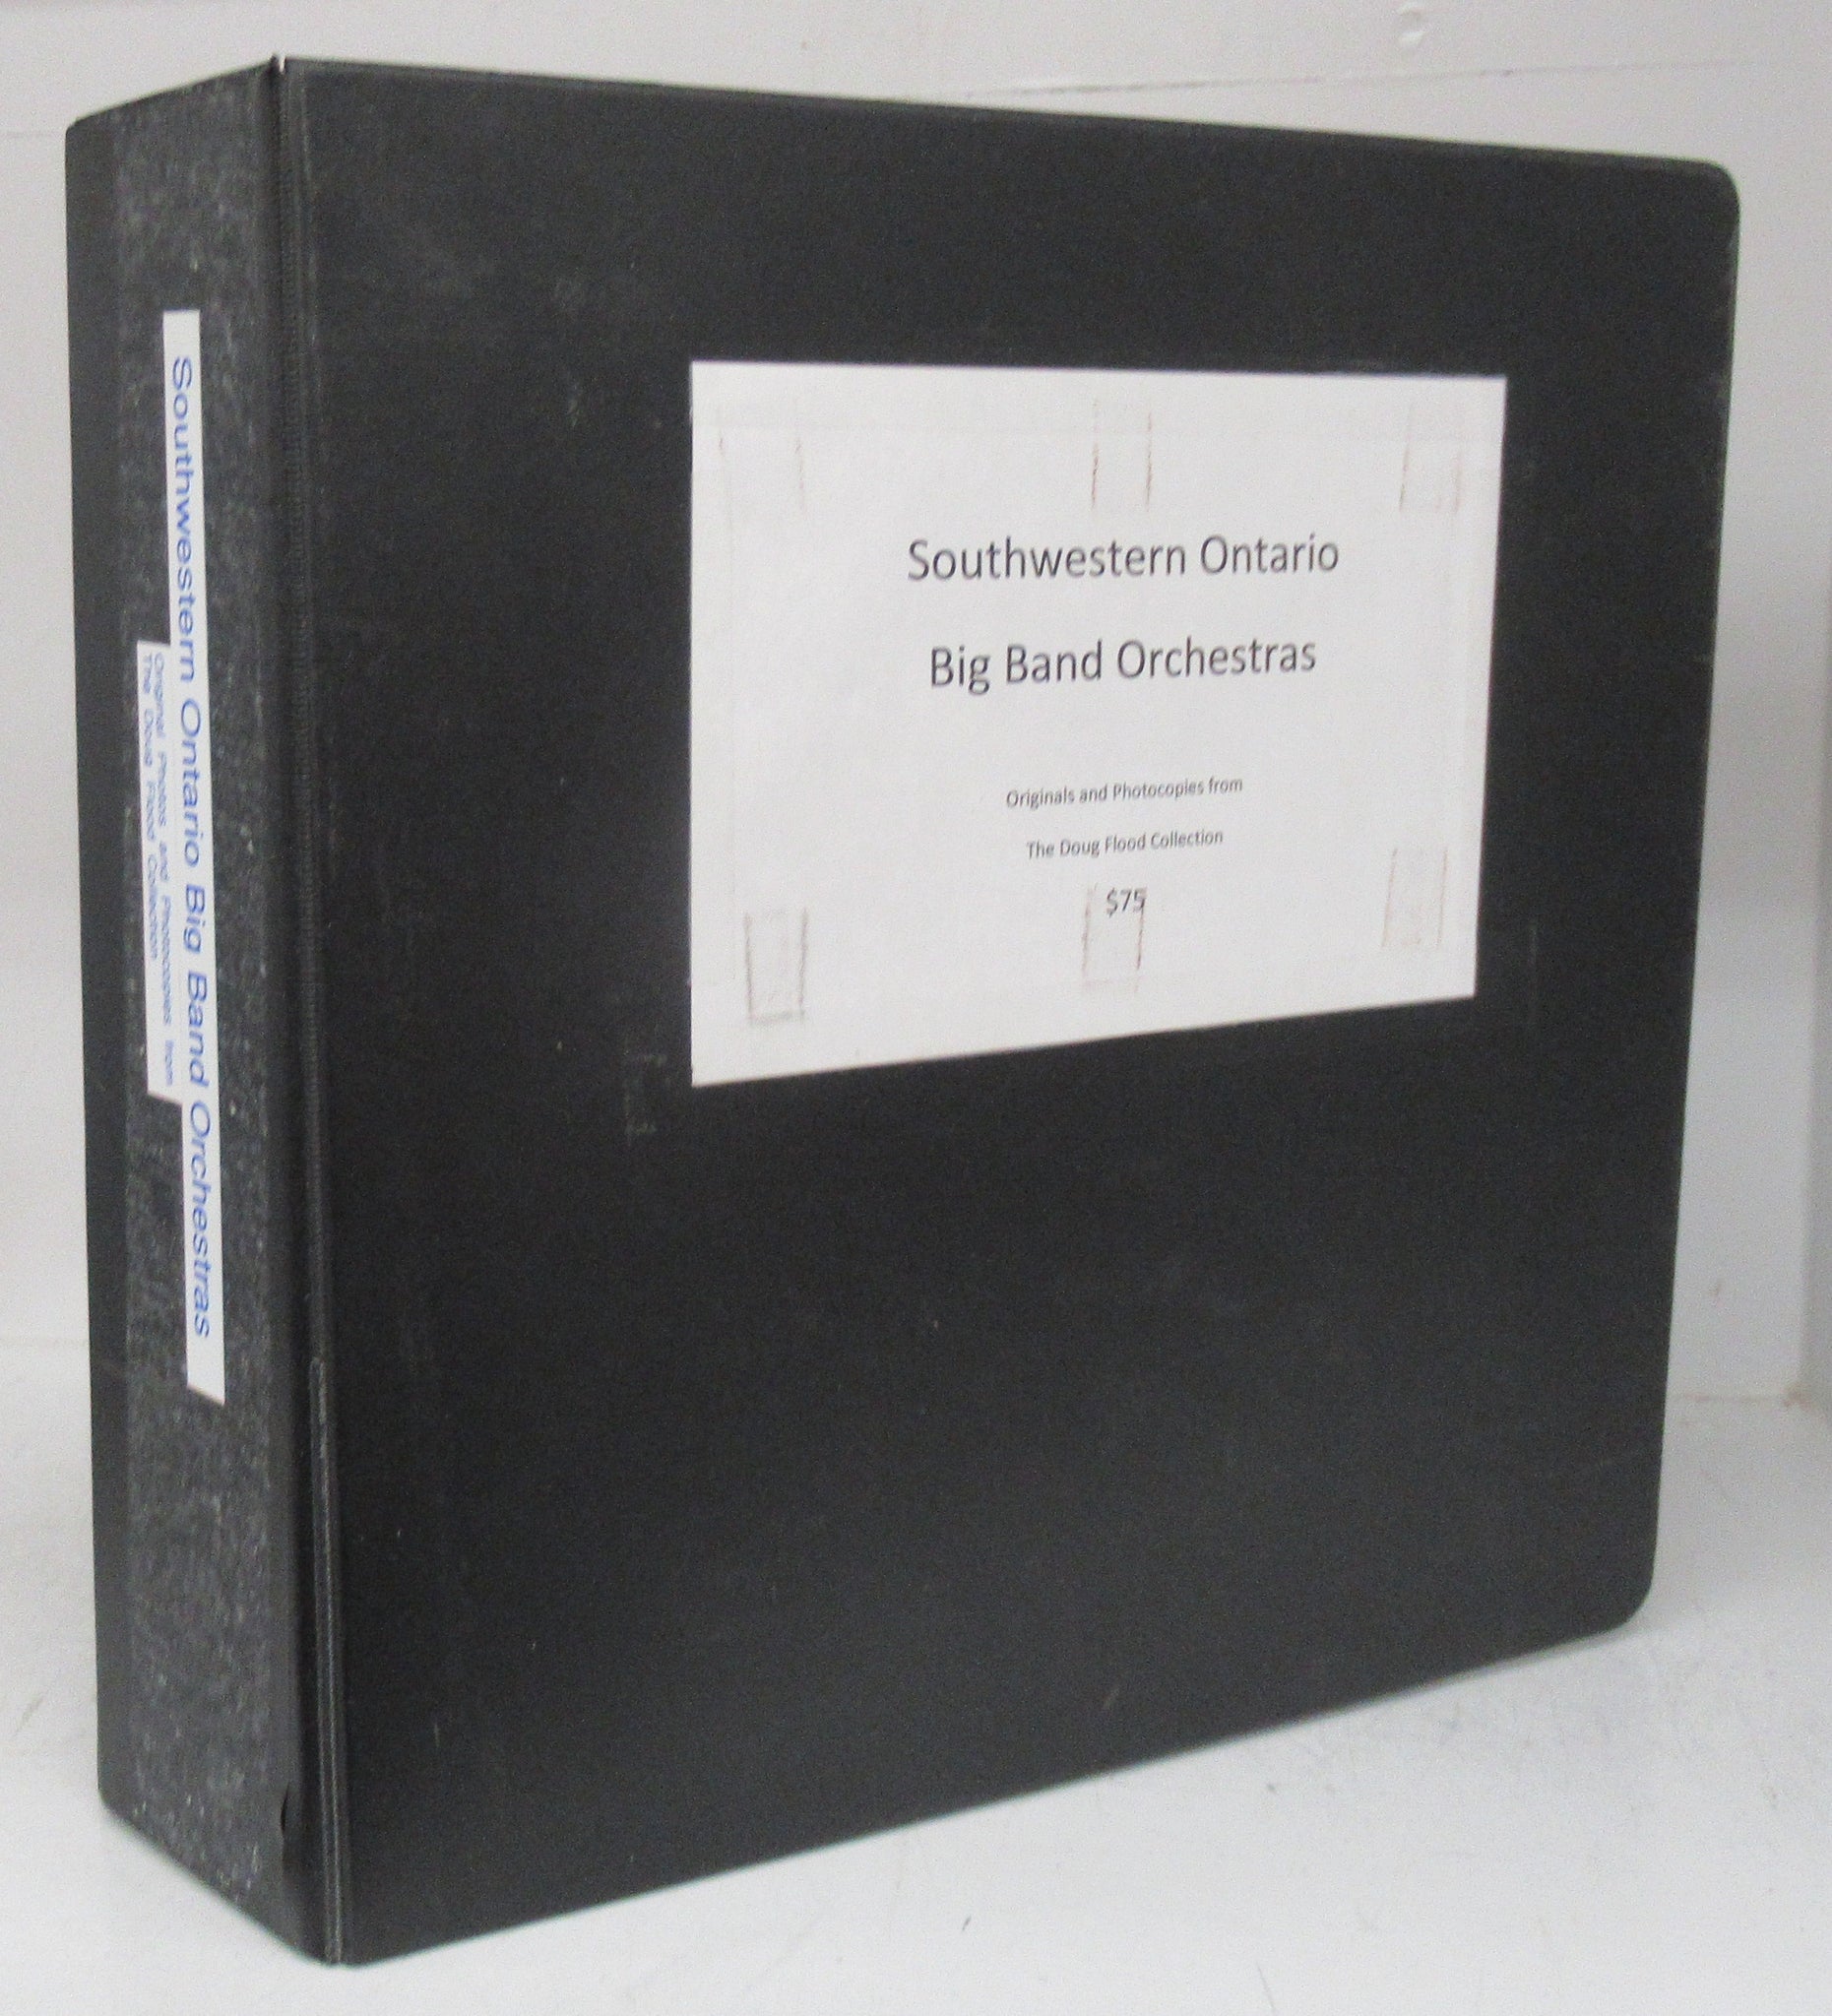 Southwestern Ontario Big Band Orchestras
Original Photos and Photocopies from
The Doug Flood Collection
Southwestern Ontario
Big Band Orchestras
Originals and Photocopies from
The Doug Flood Collection
$75